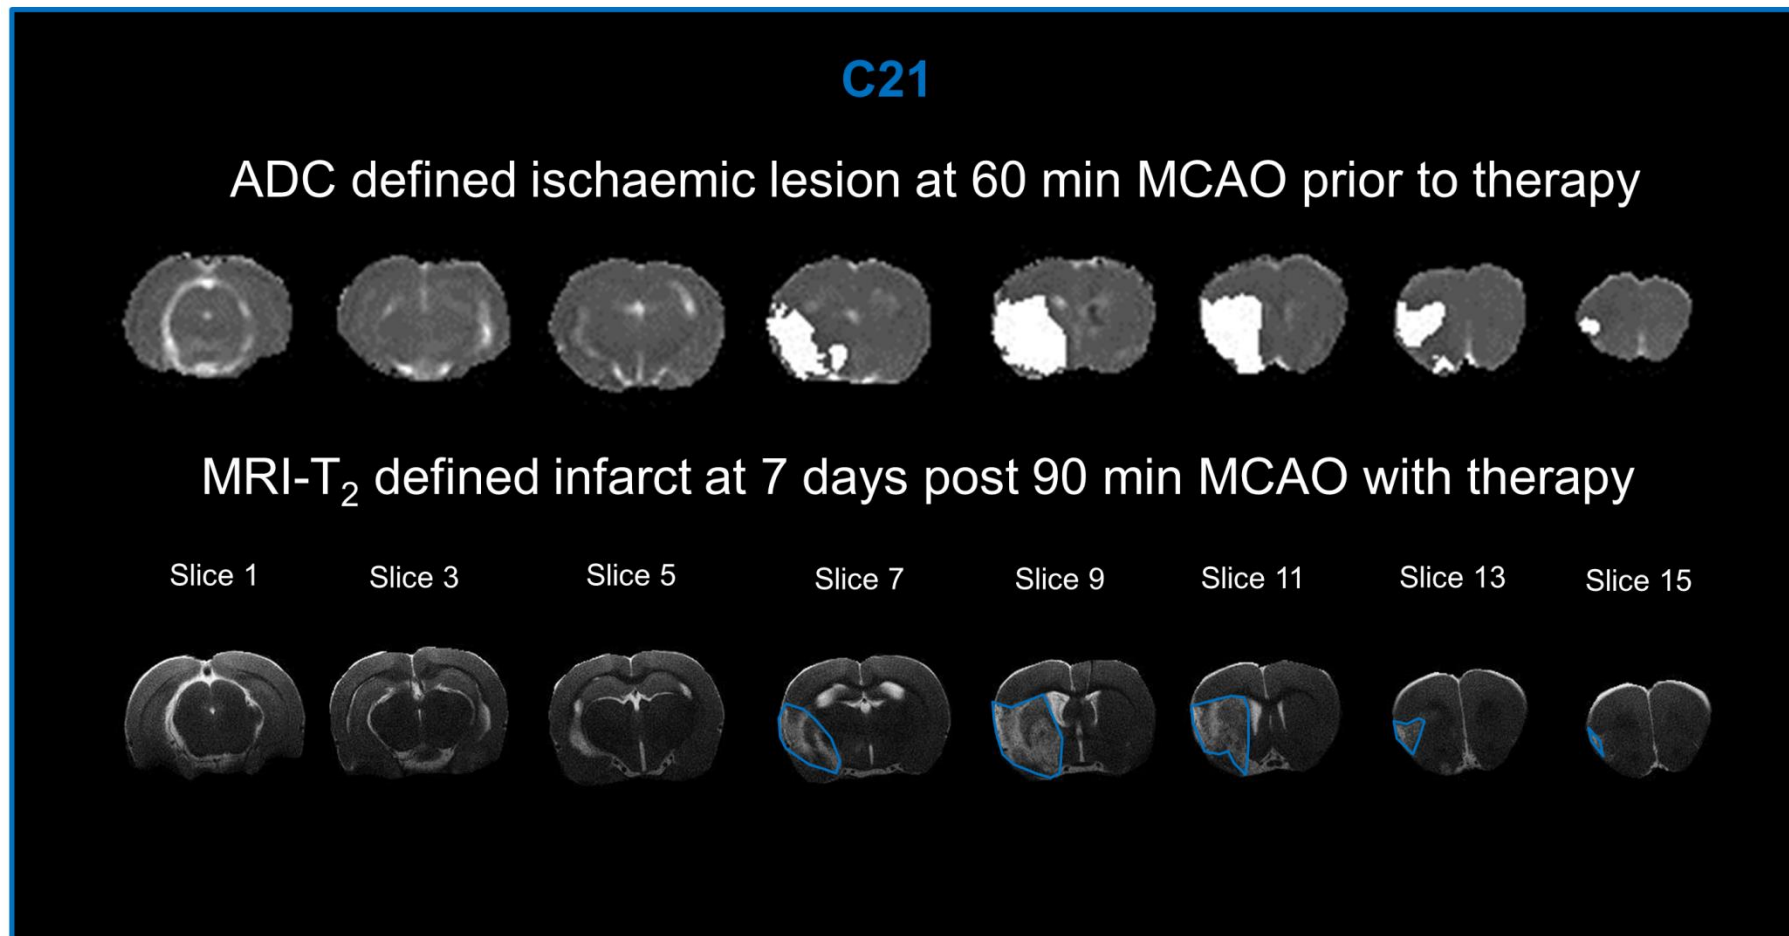 C21
ADC defined ischaemic lesion at 60 min MCAO prior to therapy
MRI-T₂ defined infarct at 7 days post 90 min MCAO with therapy
Slice 1 Slice 3 Slice 5 Slice 7 Slice 9 Slice 11 Slice 13 Slice 15